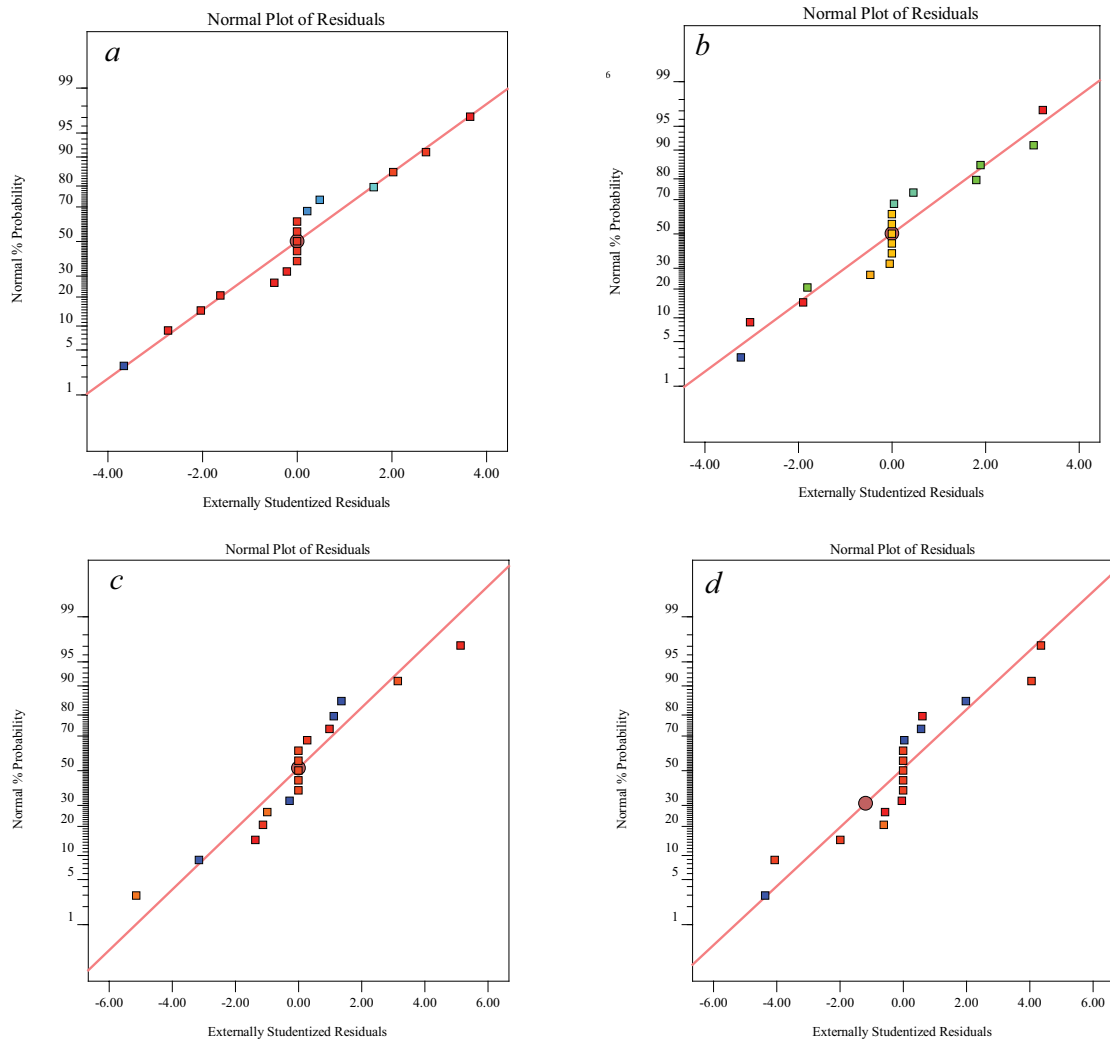 Normal Plot of Residuals
a
Normal % Probability
99
95
90
80
70
50
30
20
10
5
1
-4.00 -2.00 0.00 2.00 4.00
Externally Studentized Residuals
Normal Plot of Residuals
b
6
Normal % Probability
99
95
90
80
70
50
30
20
10
5
1
-4.00 -2.00 0.00 2.00 4.00
Externally Studentized Residuals
Normal Plot of Residuals
c
Normal % Probability
99
95
90
80
70
50
30
20
10
5
1
-6.00 -4.00 -2.00 0.00 2.00 4.00 6.00
Externally Studentized Residuals
Normal Plot of Residuals
d
Normal % Probability
99
95
90
80
70
50
30
20
10
5
1
-6.00 -4.00 -2.00 0.00 2.00 4.00 6.00
Externally Studentized Residuals